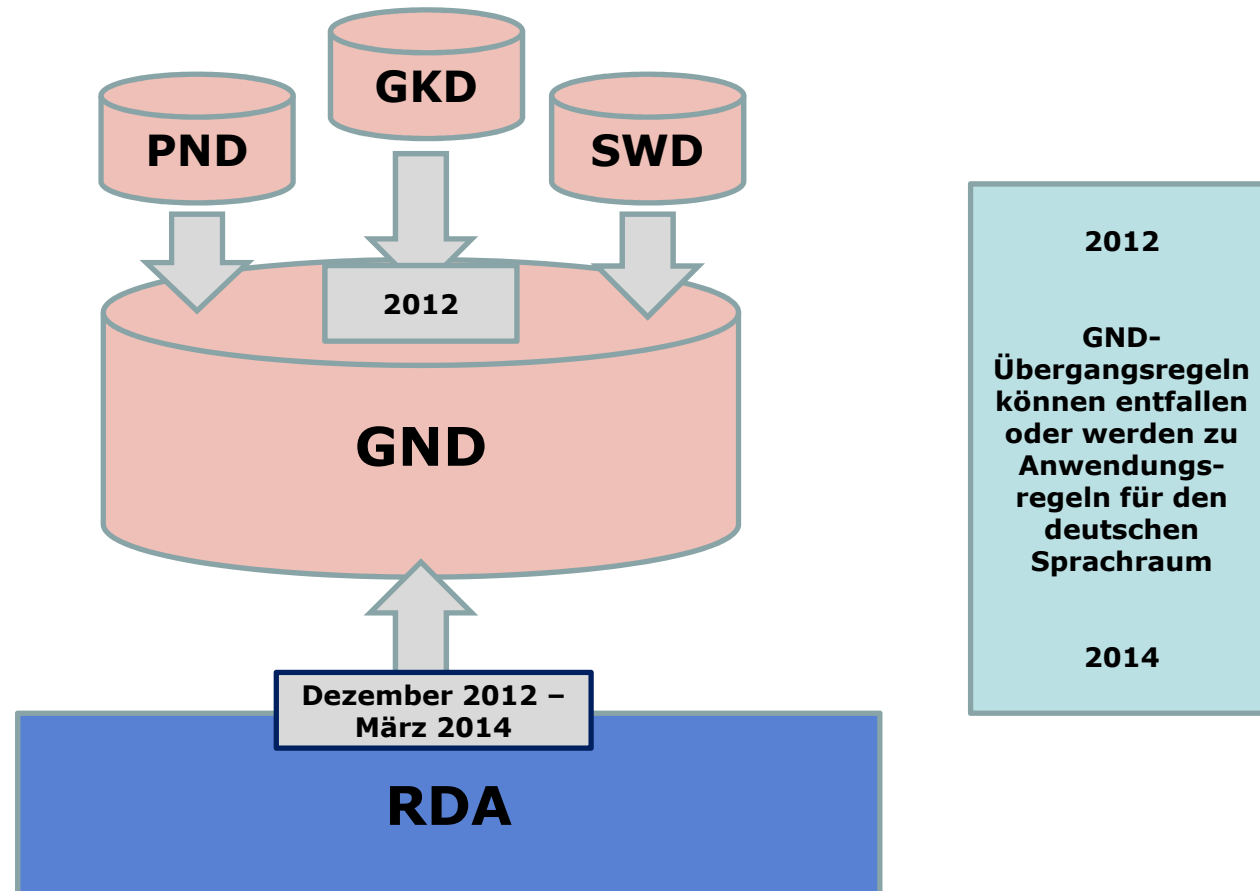 GKD
PND
SWD
2012
GND
Dezember 2012 –
März 2014
RDA
2012
GND-
Übergangsregeln
können entfallen
oder werden zu
Anwendungs-
regeln für den
deutschen
Sprachraum
2014